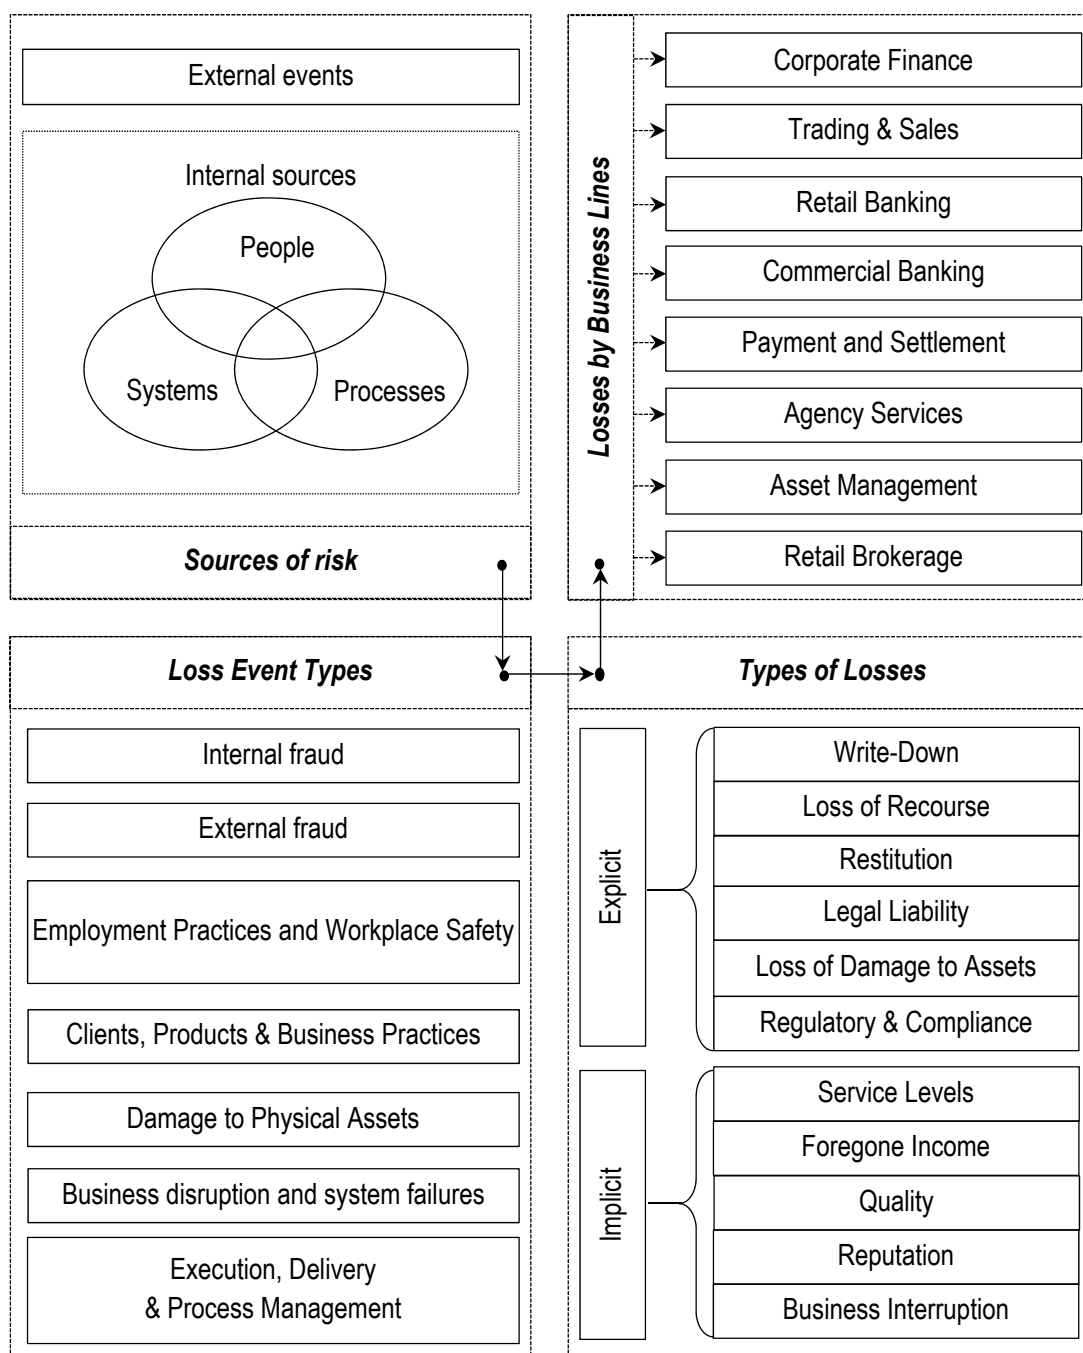 External events
Internal sources
People
Systems
Processes
Sources of risk
Losses by Business Lines
Corporate Finance
Trading & Sales
Retail Banking
Commercial Banking
Payment and Settlement
Agency Services
Asset Management
Retail Brokerage
Loss Event Types
Internal fraud
External fraud
Employment Practices and Workplace Safety
Clients, Products & Business Practices
Damage to Physical Assets
Business disruption and system failures
Execution, Delivery
& Process Management
Types of Losses
Explicit
Write-Down
Loss of Recourse
Restitution
Legal Liability
Loss of Damage to Assets
Regulatory & Compliance
Implicit
Service Levels
Foregone Income
Quality
Reputation
Business Interruption